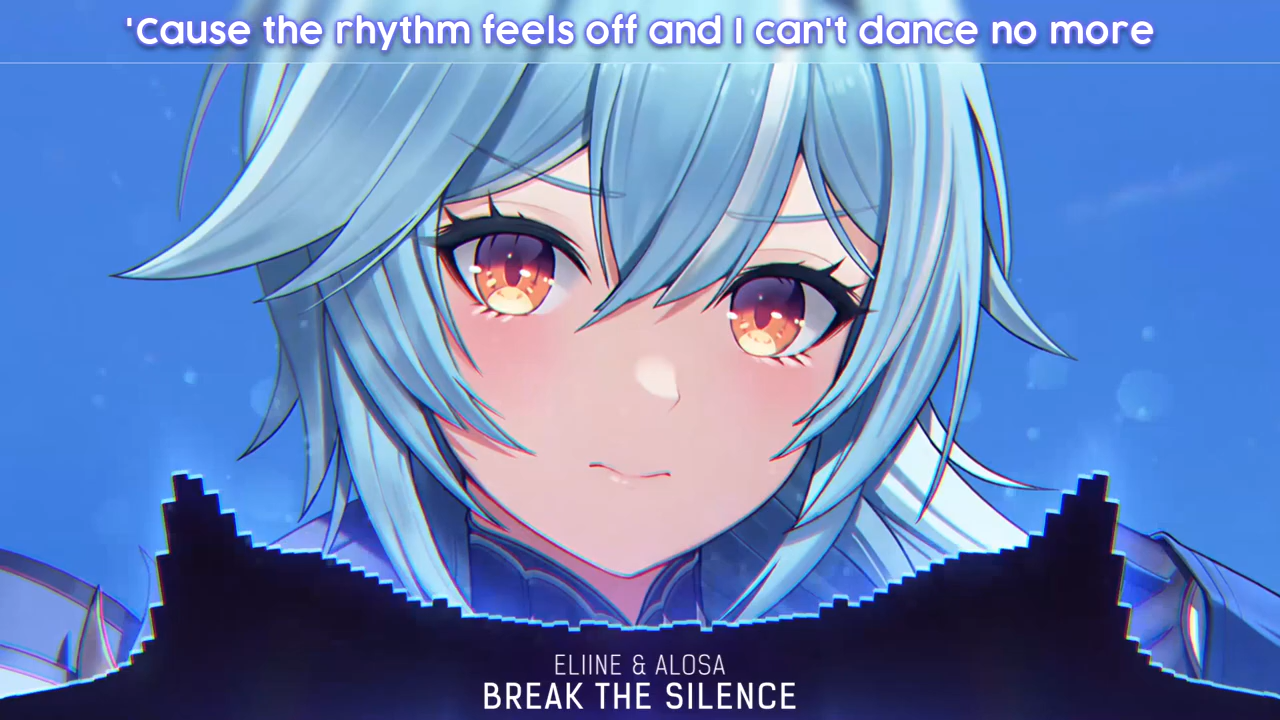 'Cause the rhythm feels off and I can't dance no more
ELIINE & ALOSA
BREAK THE SILENCE